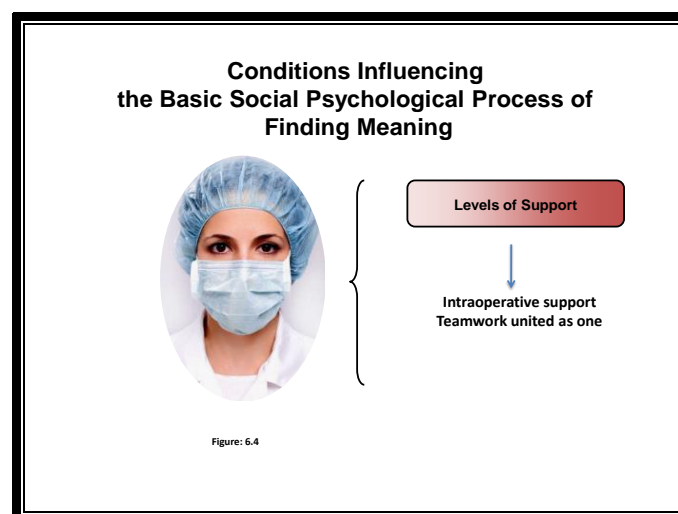 Conditions Influencing
the Basic Social Psychological Process of
Finding Meaning
Levels of Support
Intraoperative support
Teamwork united as one
Figure: 6.4